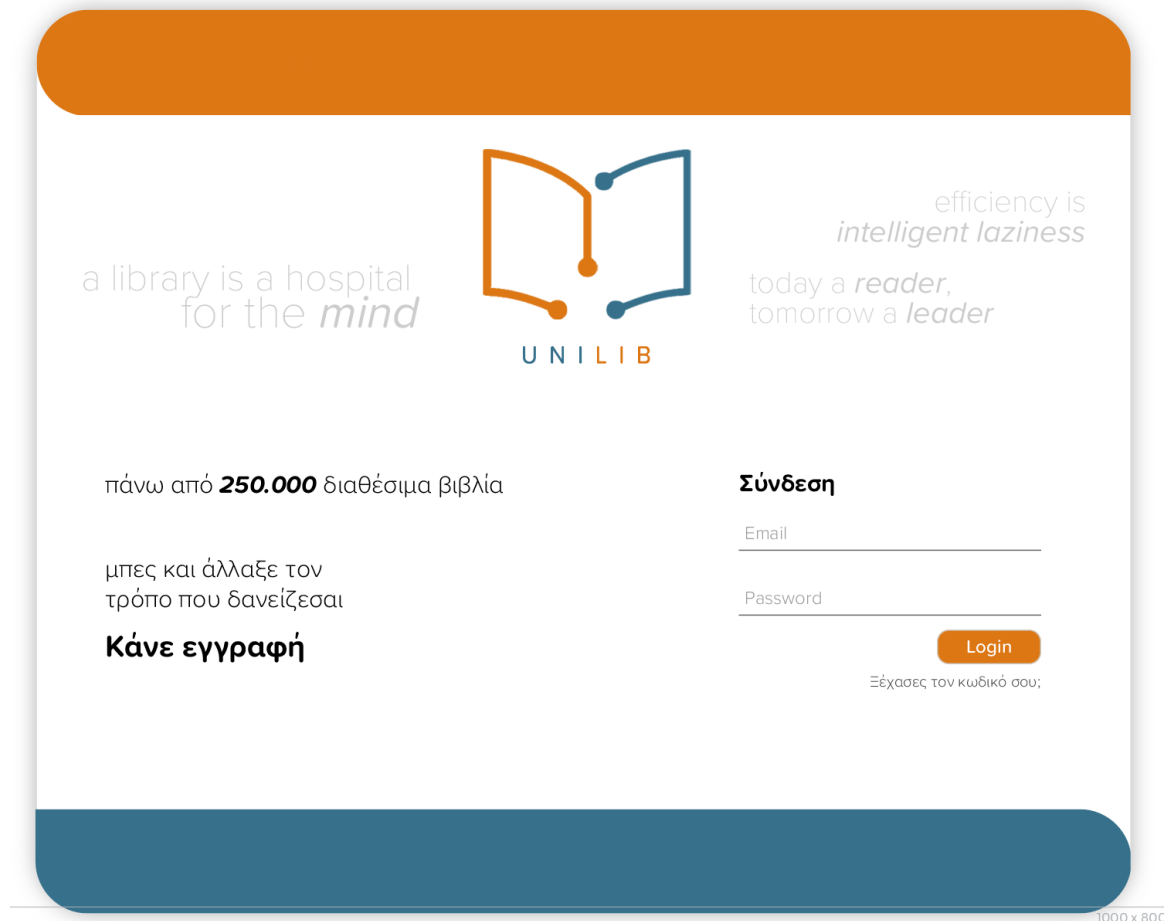 efficiency is
intelligent laziness
a library is a hospital
for the mind
today a reader,
tomorrow a leader
UNILIB
πάνω από 250.000 διαθέσιμα βιβλία
μπες και άλλαξε τον
τρόπο που δανείζεσαι
Κάνε εγγραφή
Σύνδεση
Email
Password
Login
Ξέχασες τον κωδικό σου;